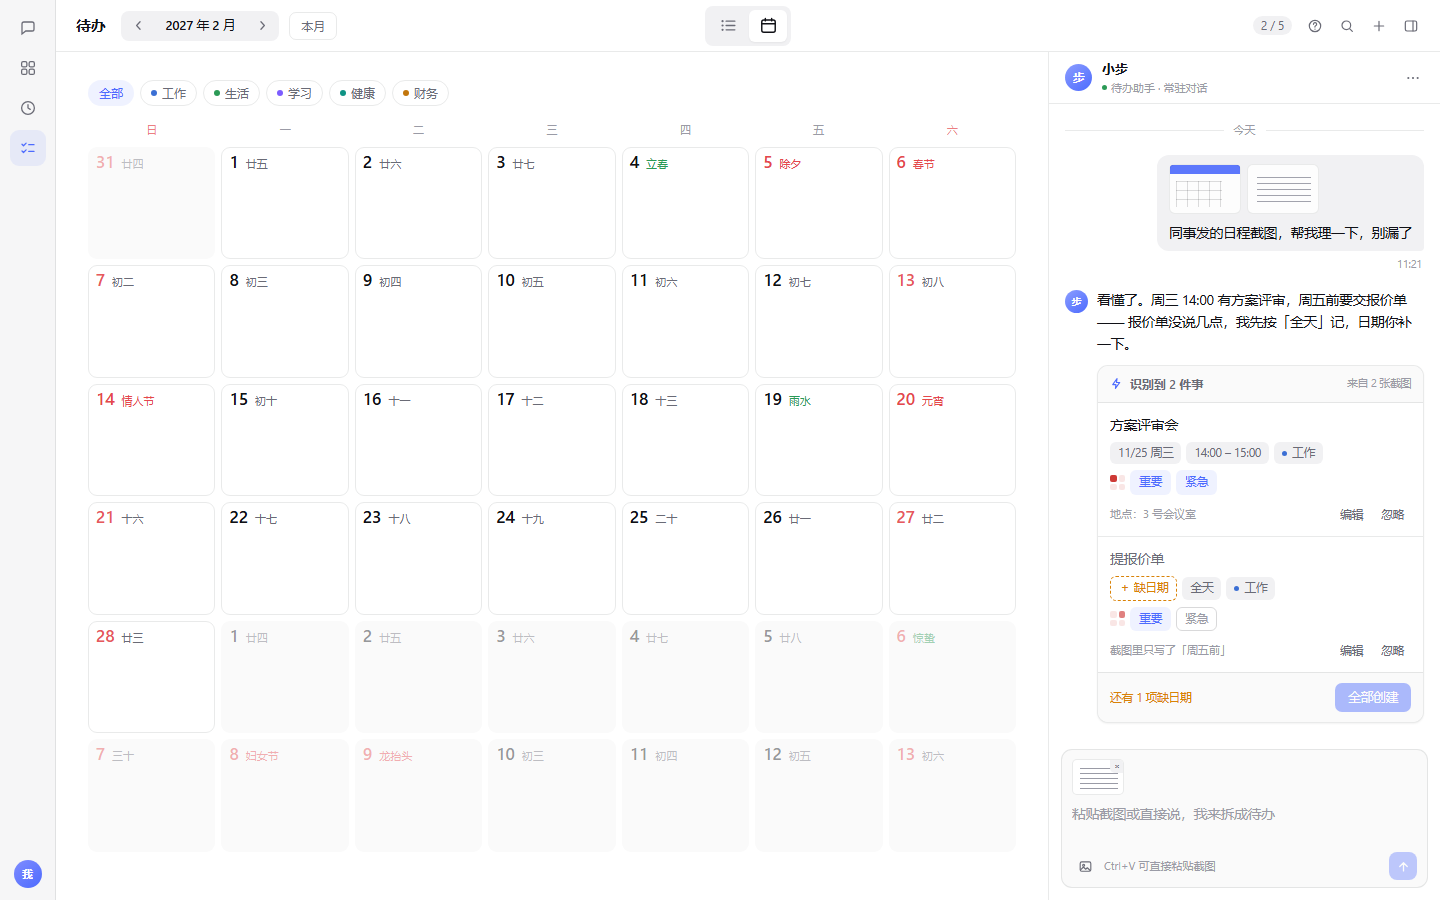 待办
2027 年 2 月
本月
2 / 5
全部
工作
生活
学习
健康
财务
日 一 二 三 四 五 六
31 廿四
1 廿五
2 廿六
3 廿七
4 立春
5 除夕
6 春节
7 初二
8 初三
9 初四
10 初五
11 初六
12 初七
13 初八
14 情人节
15 初十
16 十一
17 十二
18 十三
19 雨水
20 元宵
21 十六
22 十七
23 十八
24 十九
25 二十
26 廿一
27 廿二
28 廿三
1 廿四
2 廿五
3 廿六
4 廿七
5 廿八
6 惊蛰
7 三十
8 妇女节
9 龙抬头
10 初三
11 初四
12 初五
13 初六
我
步
小步
待办助手 · 常驻对话
今天
同事发的日程截图，帮我理一下，别漏了
11:21
步
看懂了。周三 14:00 有方案评审，周五前要交报价单
—— 报价单没说几点，我先按「全天」记，日期你补
一下。
识别到 2 件事
来自 2 张截图
方案评审会
11/25 周三
14:00 – 15:00
工作
重要
紧急
地点：3 号会议室
编辑
忽略
提报价单
+ 缺日期
全天
工作
重要
紧急
截图里只写了「周五前」
编辑
忽略
还有 1 项缺日期
全部创建
×
粘贴截图或直接说，我来拆成待办
Ctrl+V 可直接粘贴截图